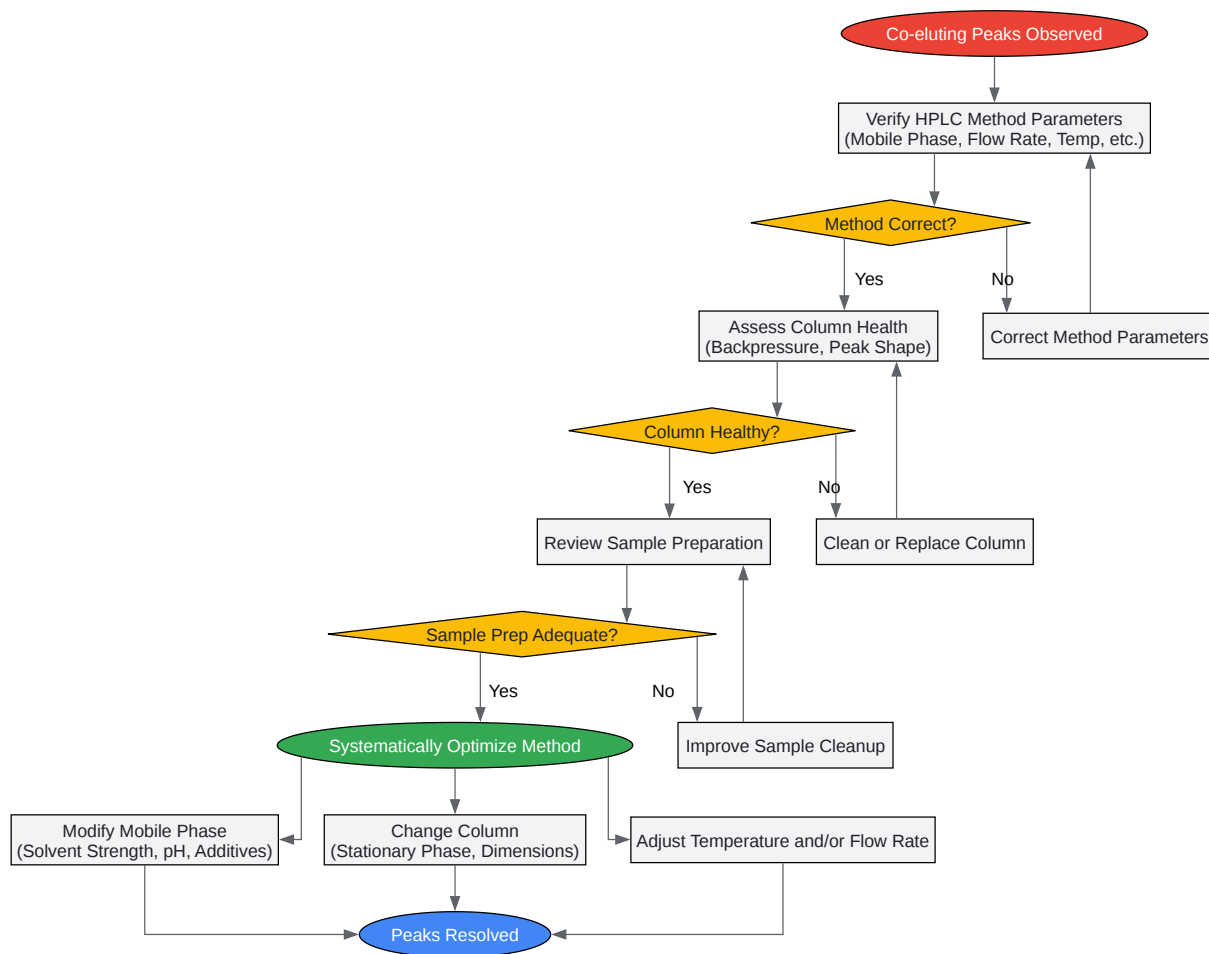 Co-eluting Peaks Observed
Verify HPLC Method Parameters
(Mobile Phase, Flow Rate, Temp, etc.)
Method Correct?
Yes
No
Assess Column Health
(Backpressure, Peak Shape)
Correct Method Parameters
Column Healthy?
Yes
No
Review Sample Preparation
Clean or Replace Column
Sample Prep Adequate?
Yes
No
Systematically Optimize Method
Improve Sample Cleanup
Modify Mobile Phase
(Solvent Strength, pH, Additives)
Change Column
(Stationary Phase, Dimensions)
Adjust Temperature and/or Flow Rate
Peaks Resolved